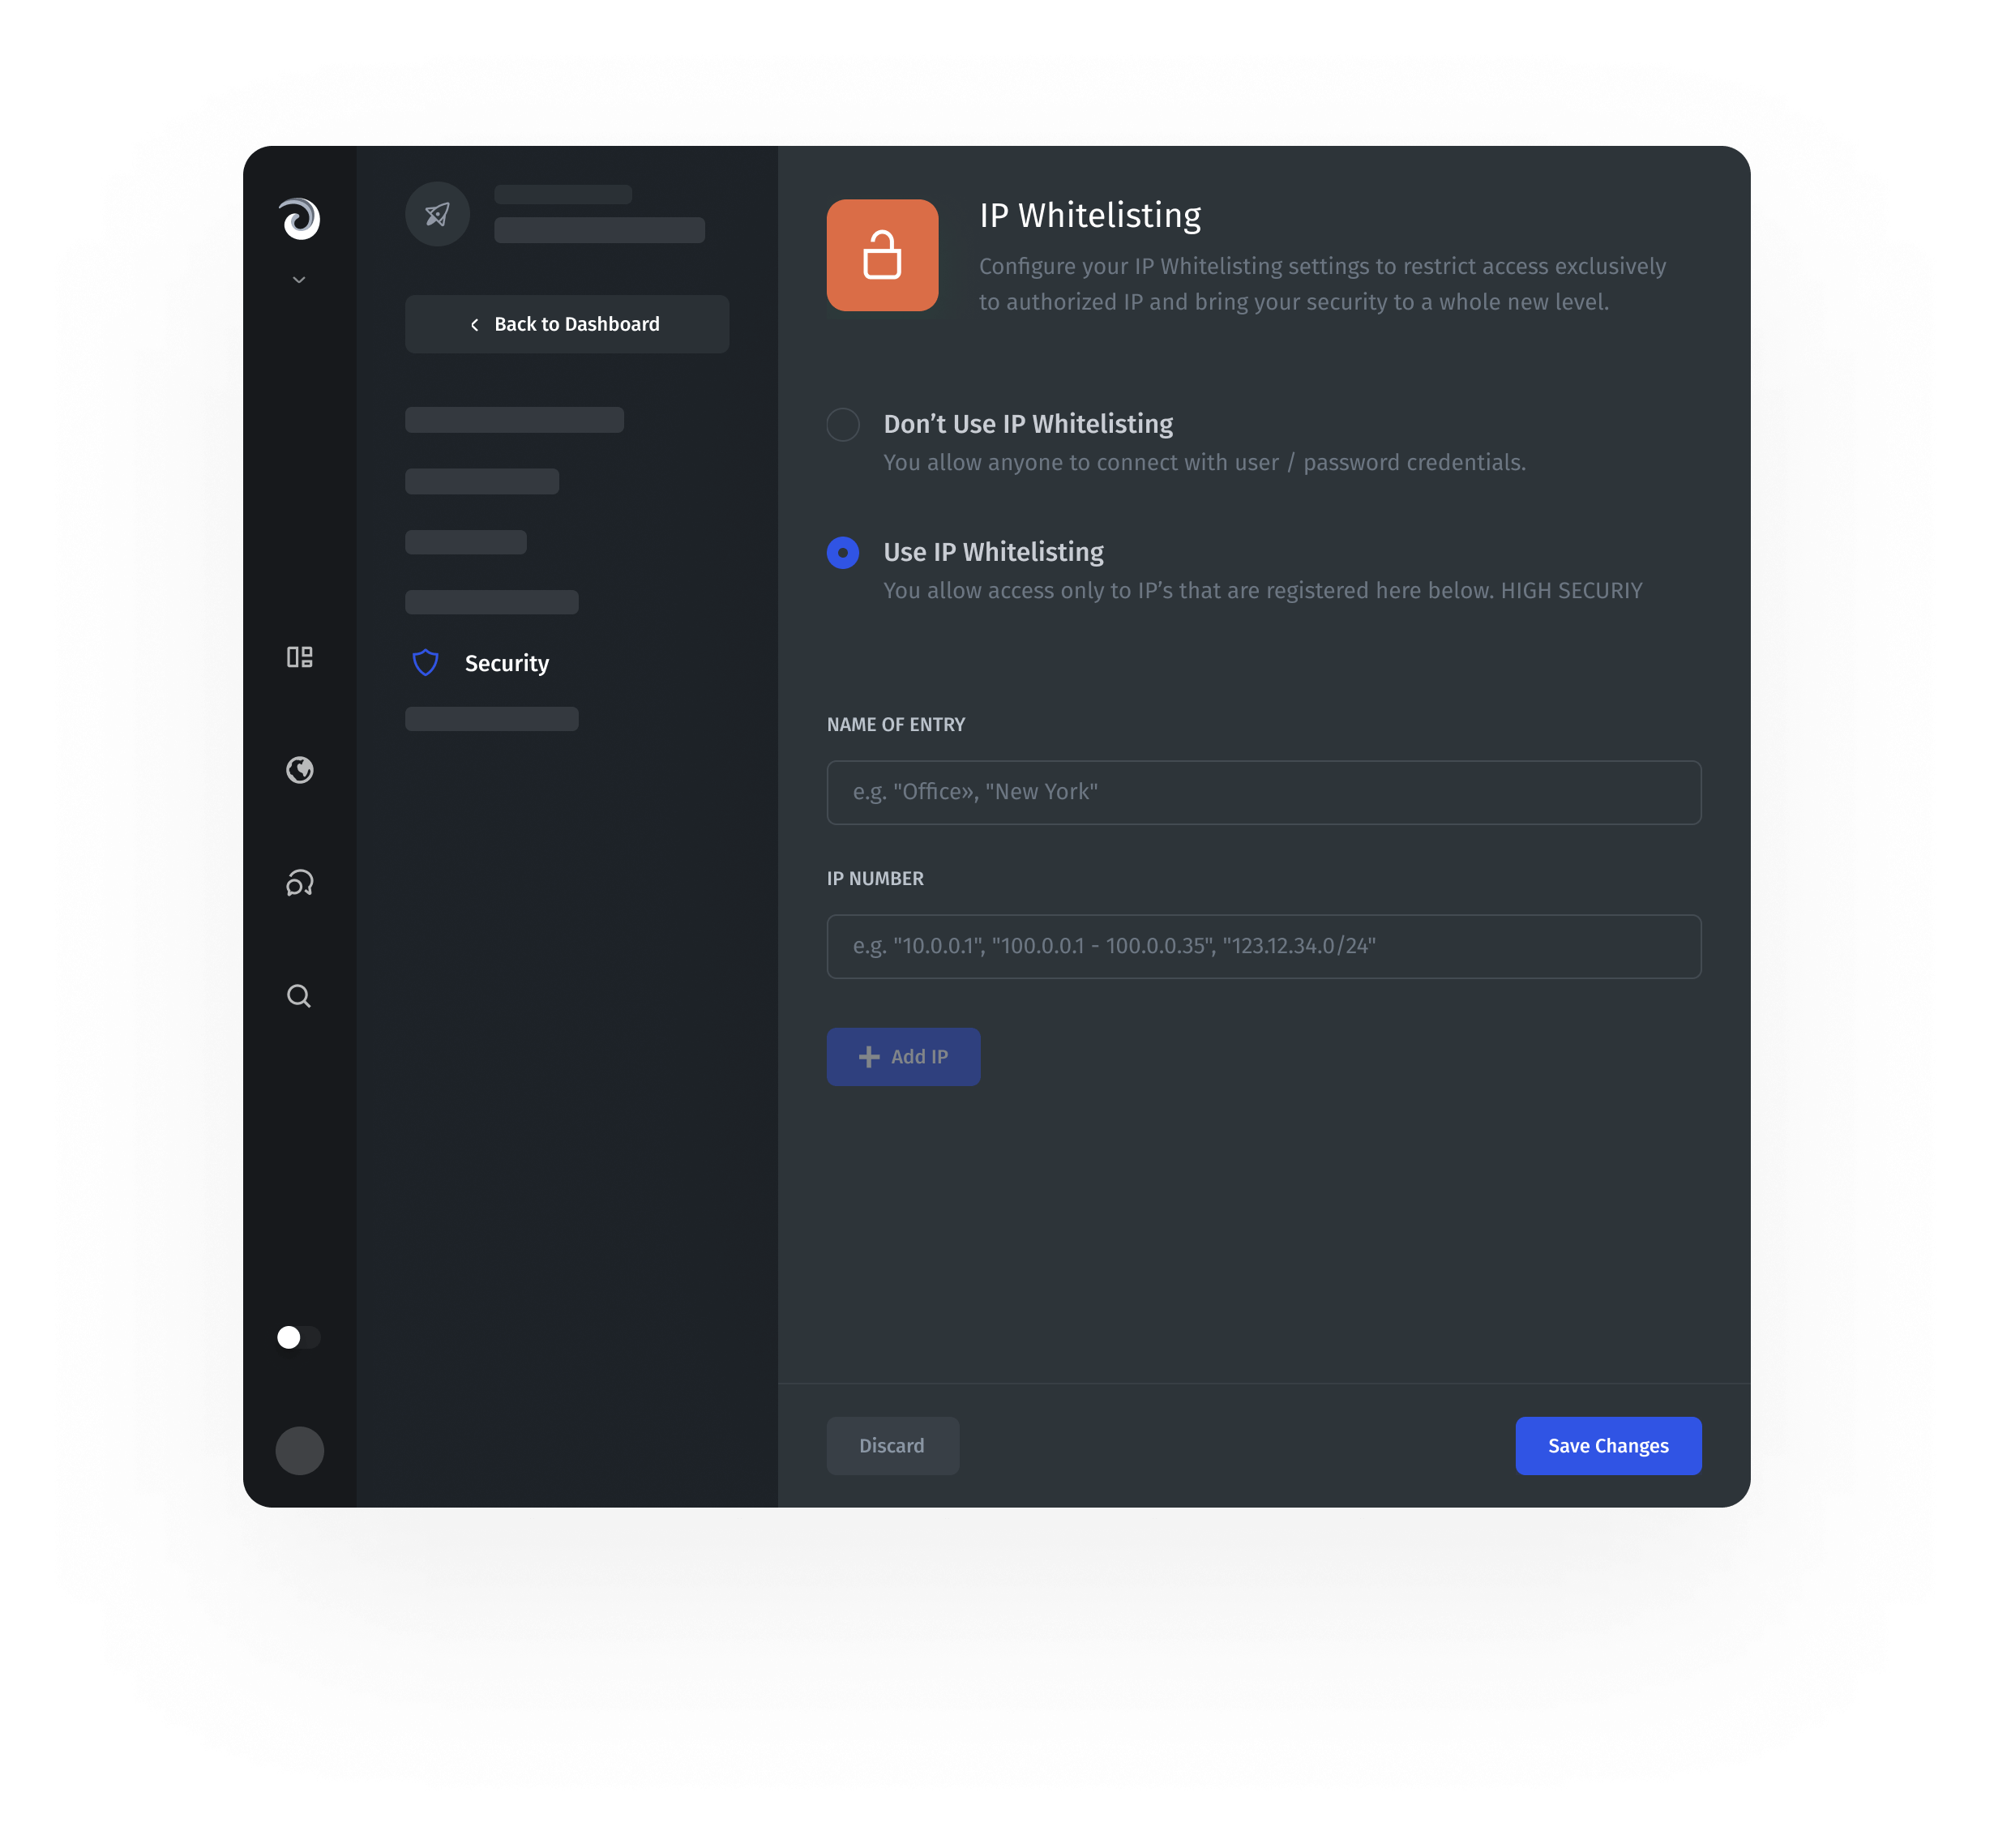 Back to Dashboard
Security
IP Whitelisting
Configure your IP Whitelisting settings to restrict access exclusively
to authorized IP and bring your security to a whole new level.
Don’t Use IP Whitelisting
You allow anyone to connect with user / password credentials.
Use IP Whitelisting
You allow access only to IP’s that are registered here below. HIGH SECURIY
NAME OF ENTRY
e.g. "Office», "New York"
IP NUMBER
e.g. "10.0.0.1", "100.0.0.1 - 100.0.0.35", "123.12.34.0/24"
Add IP
Discard
Save Changes